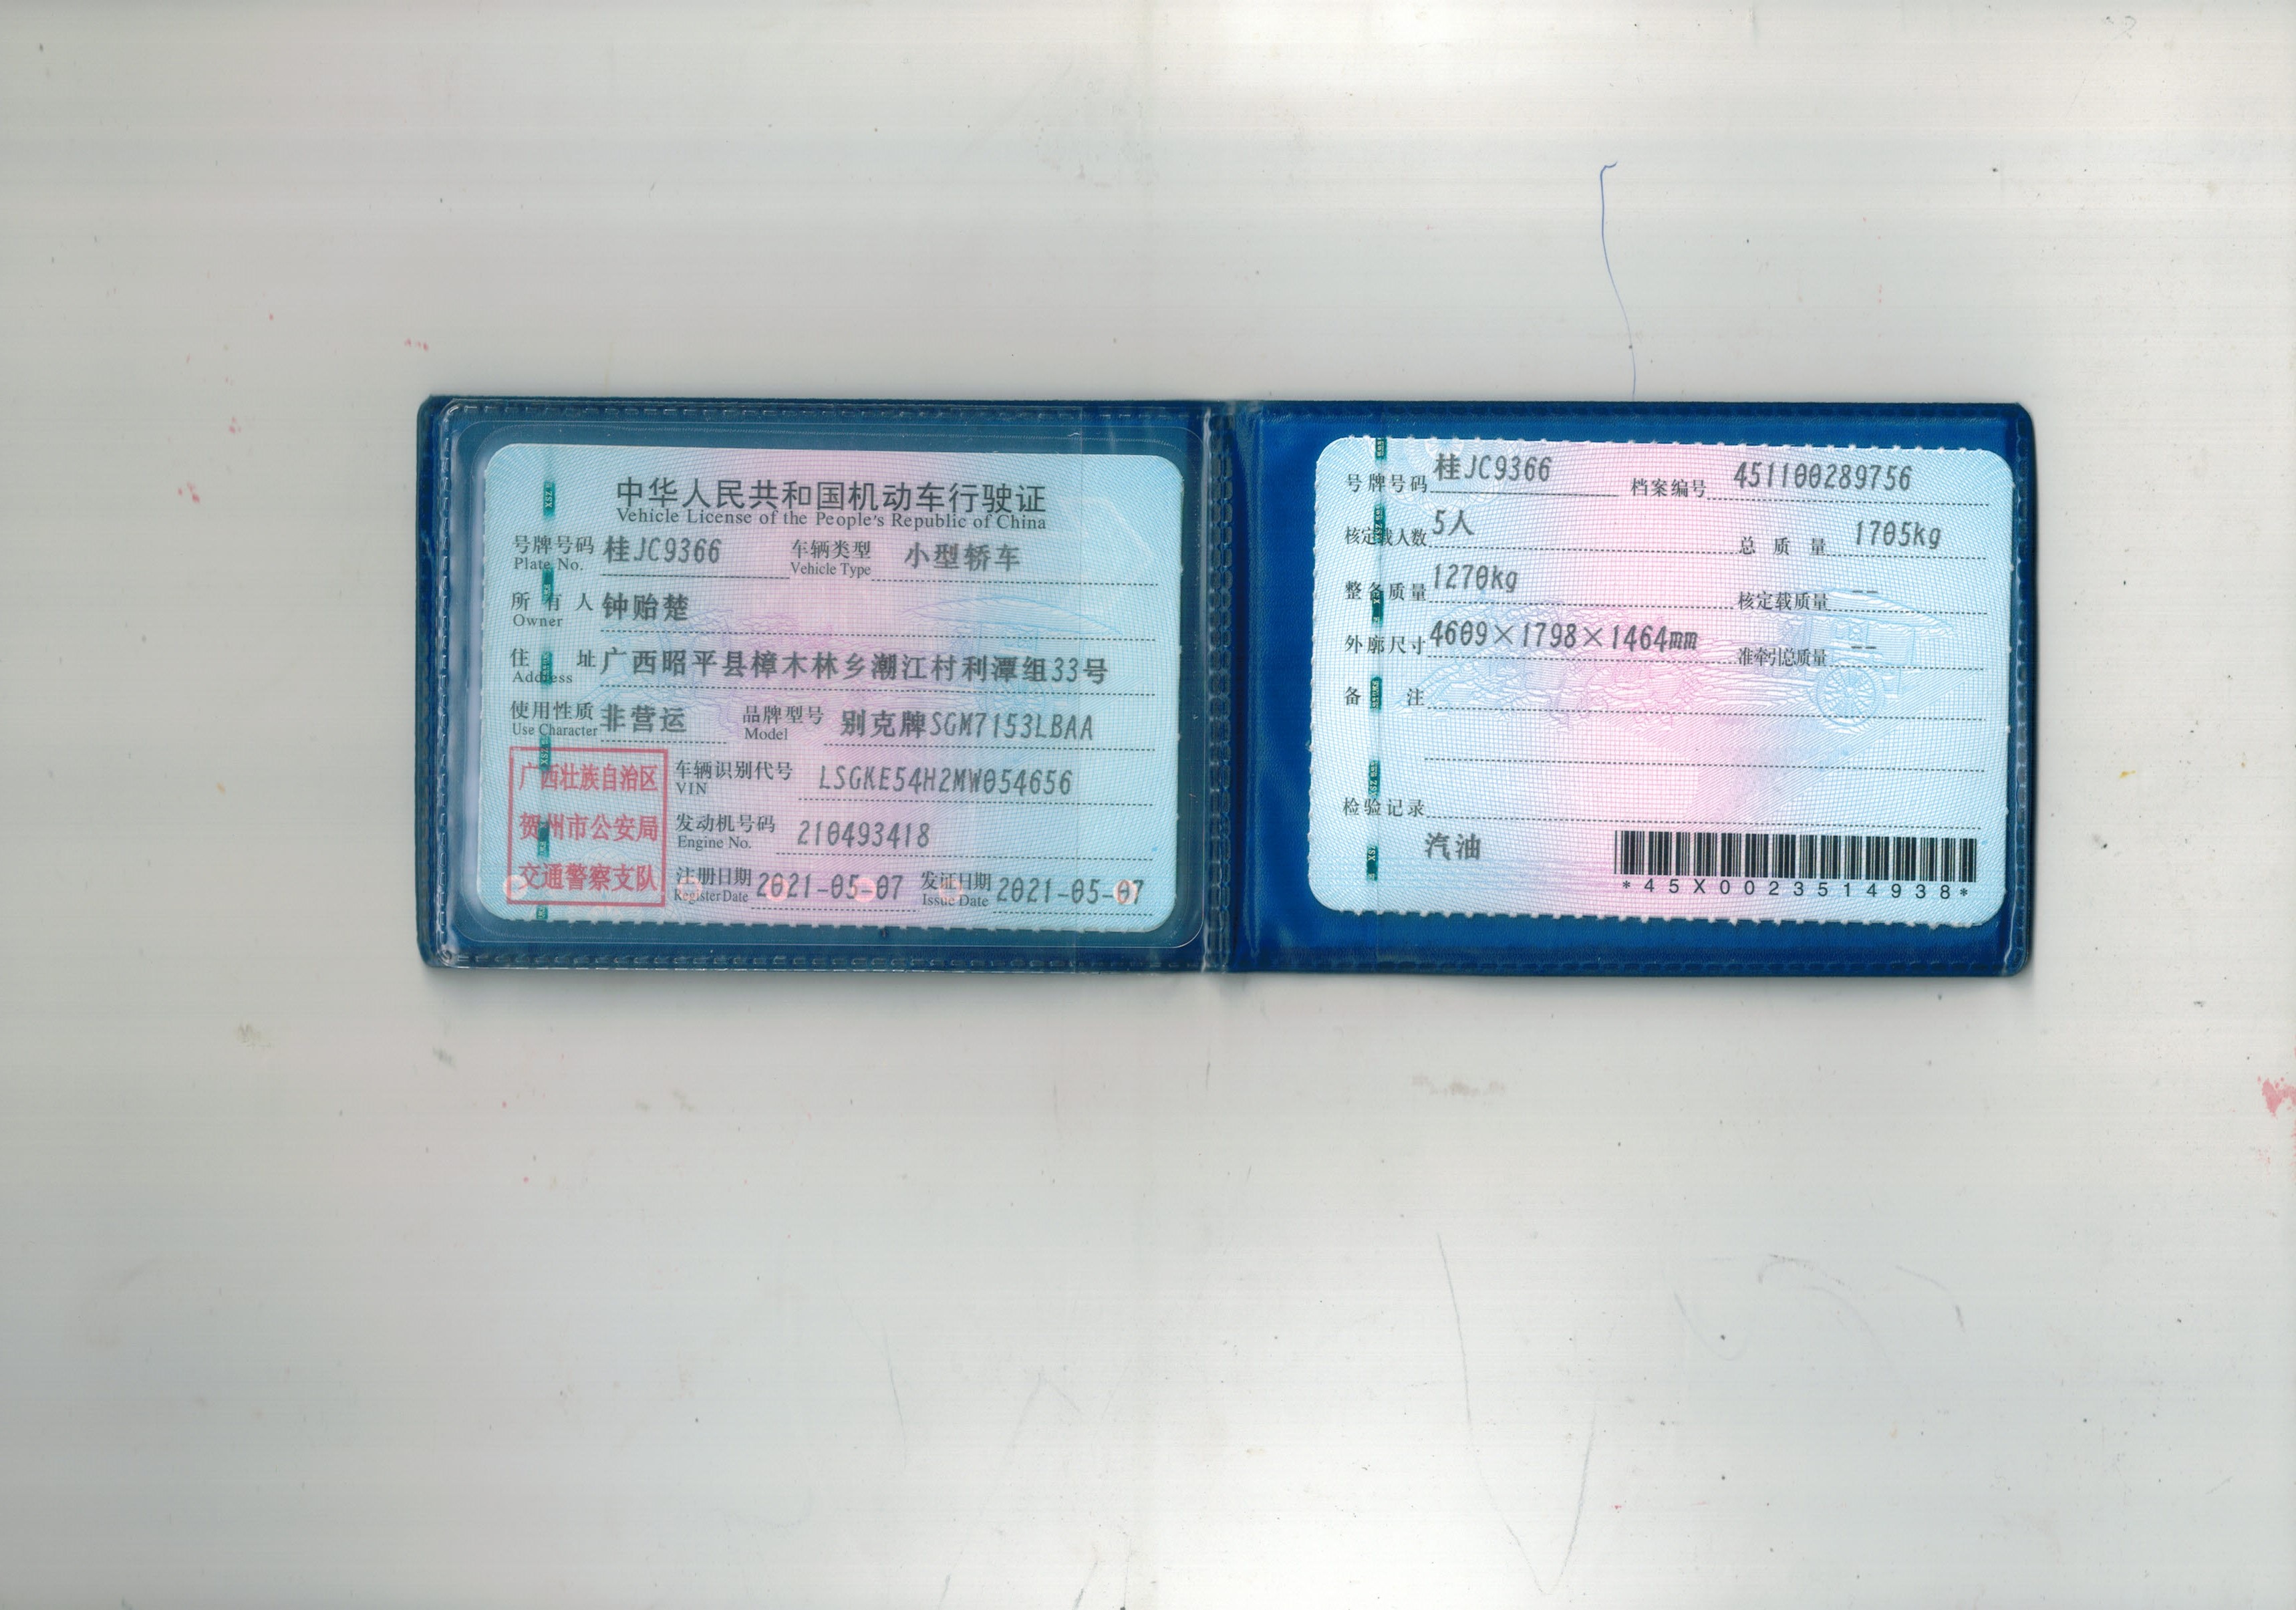 中华人民共和国机动车行驶证
Vehicle License of the People's Republic of China
号牌号码 桂JC9366 车辆类型 小型轿车
Plate No. Vehicle Type
所有人 钟贻楚
Owner
住址 广西昭平县樟木林乡潮江村利潭组33号
Address
使用性质 非营运 品牌型号 别克牌SGM7153LBAA
Use Character Model
广西壮族自治区
贺州市公安局
交通警察支队
车辆识别代号 LSGKE54H2MW054656
VIN
发动机号码 210493418
Engine No.
注册日期 2021-05-07 发证日期 2021-05-07
Register Date Issue Date
号牌号码 桂JC9366 档案编号 451100289756
核定载人数 5人 总质量 1705kg
整备质量 1270kg 核定载质量 --
外廓尺寸 4609×1798×1464mm 准牵引总质量 --
备注
检验记录
汽油
*45X0023514938*